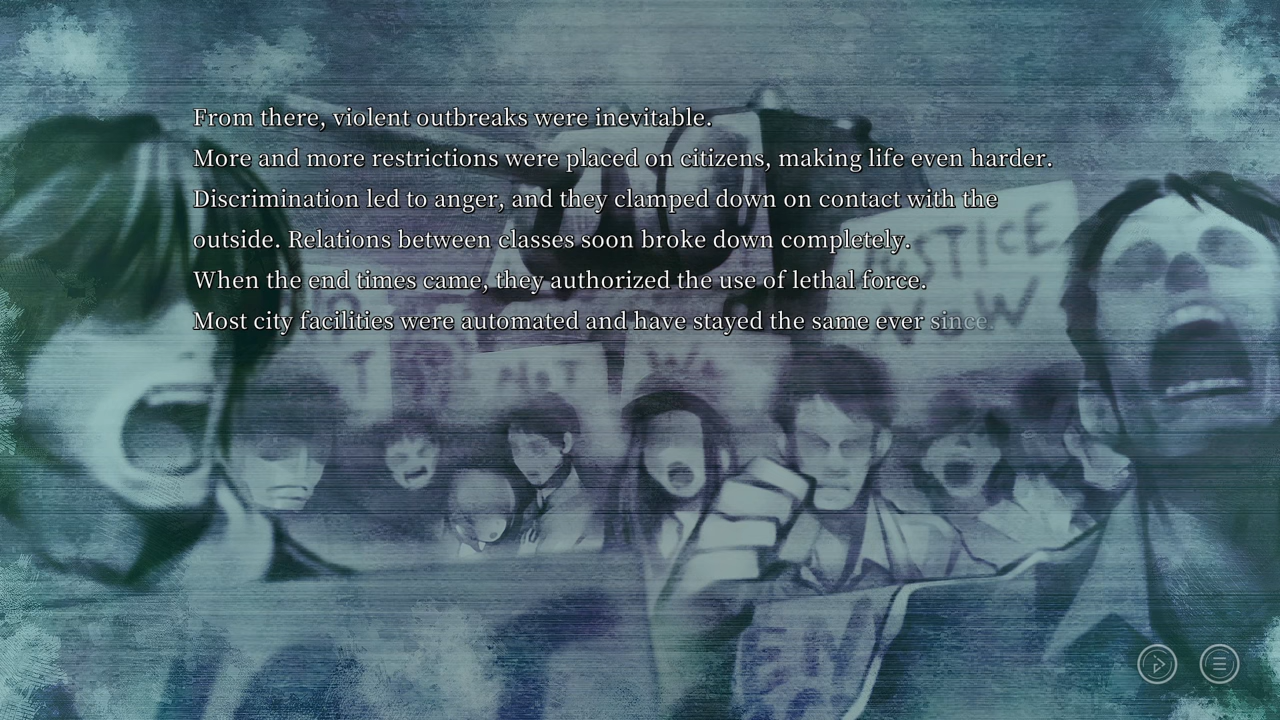 From there, violent outbreaks were inevitable.
More and more restrictions were placed on citizens, making life even harder.
Discrimination led to anger, and they clamped down on contact with the
outside. Relations between classes soon broke down completely.
When the end times came, they authorized the use of lethal force.
Most city facilities were automated and have stayed the same ever since.
JUSTICE
NOW
NOT
EN